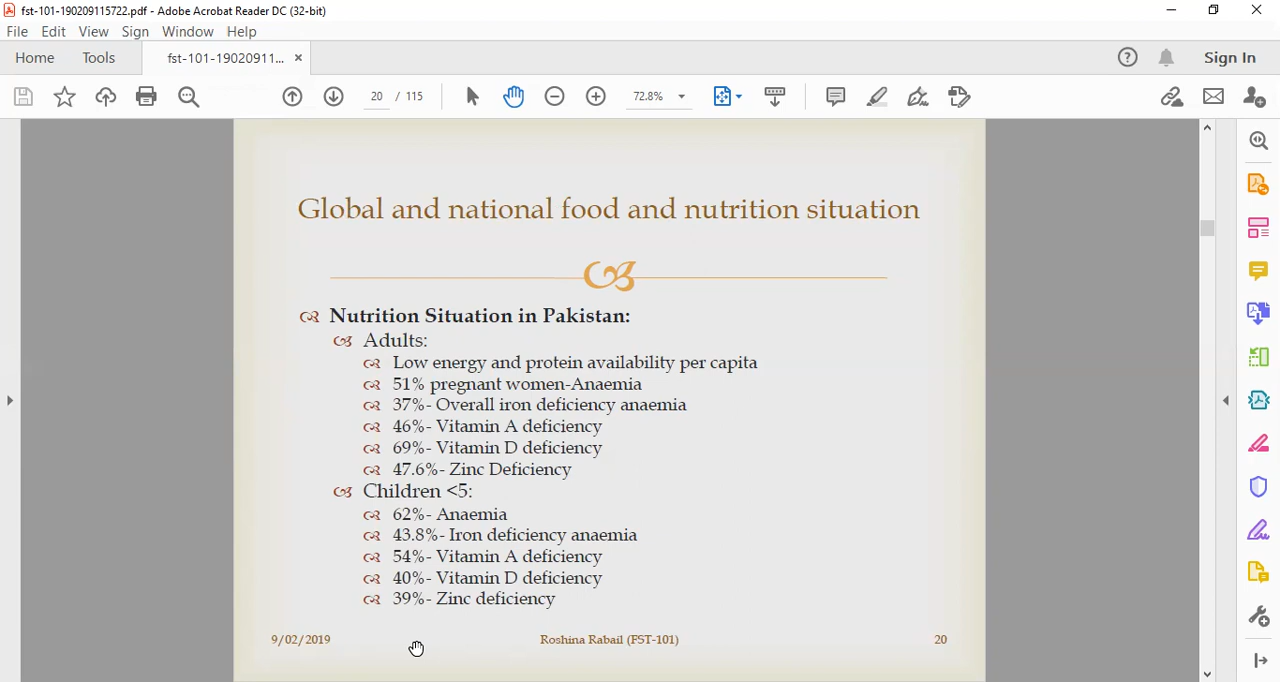 fst-101-190209115722.pdf - Adobe Acrobat Reader DC (32-bit)
File Edit View Sign Window Help
Home Tools fst-101-19020911... × Sign In
20 / 115 72.8%
Global and national food and nutrition situation
Nutrition Situation in Pakistan:
Adults:
Low energy and protein availability per capita
51% pregnant women-Anaemia
37%- Overall iron deficiency anaemia
46%- Vitamin A deficiency
69%- Vitamin D deficiency
47.6%- Zinc Deficiency
Children <5:
62%- Anaemia
43.8%- Iron deficiency anaemia
54%- Vitamin A deficiency
40%- Vitamin D deficiency
39%- Zinc deficiency
9/02/2019 Roshina Rabail (FST-101) 20